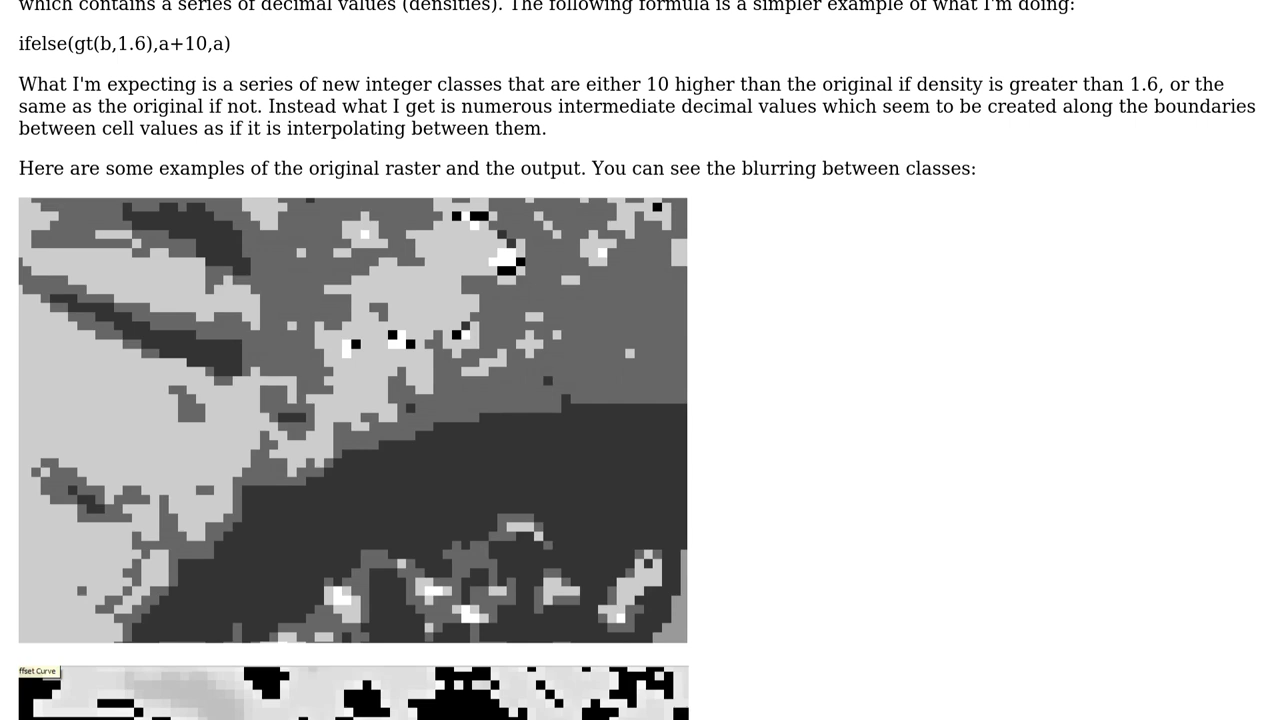 which contains a series of decimal values (densities). The following formula is a simpler example of what I'm doing:
ifelse(gt(b,1.6),a+10,a)
What I'm expecting is a series of new integer classes that are either 10 higher than the original if density is greater than 1.6, or the
same as the original if not. Instead what I get is numerous intermediate decimal values which seem to be created along the boundaries
between cell values as if it is interpolating between them.
Here are some examples of the original raster and the output. You can see the blurring between classes:
ffset Curve